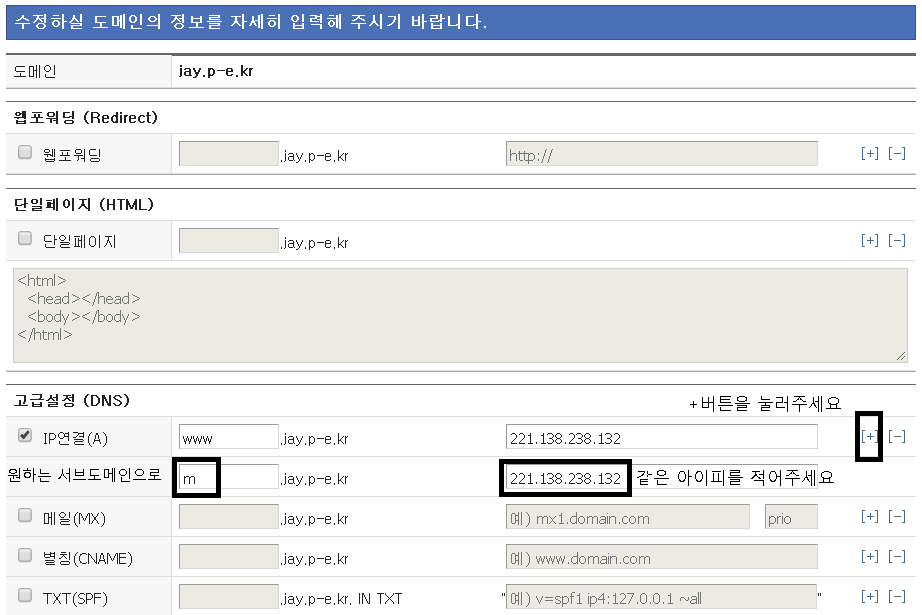 수정하실 도메인의 정보를 자세히 입력해 주시기 바랍니다.
도메인 jay.p-e.kr
웹포워딩 (Redirect)
웹포워딩 .jay.p-e.kr http:// [+] [-]
단일페이지 (HTML)
단일페이지 .jay.p-e.kr [+] [-]
<html>
<head></head>
<body></body>
</html>
고급설정 (DNS) +버튼을 눌러주세요
IP연결(A) www .jay.p-e.kr 221.138.238.132 [+] [-]
원하는 서브도메인으로 m .jay.p-e.kr 221.138.238.132 같은 아이피를 적어주세요
메일(MX) .jay.p-e.kr 예) mx1.domain.com prio [+] [-]
별칭(CNAME) .jay.p-e.kr 예) www.domain.com [+] [-]
TXT(SPF) .jay.p-e.kr. IN TXT "예) v=spf1 ip4:127.0.0.1 ~all" [+] [-]